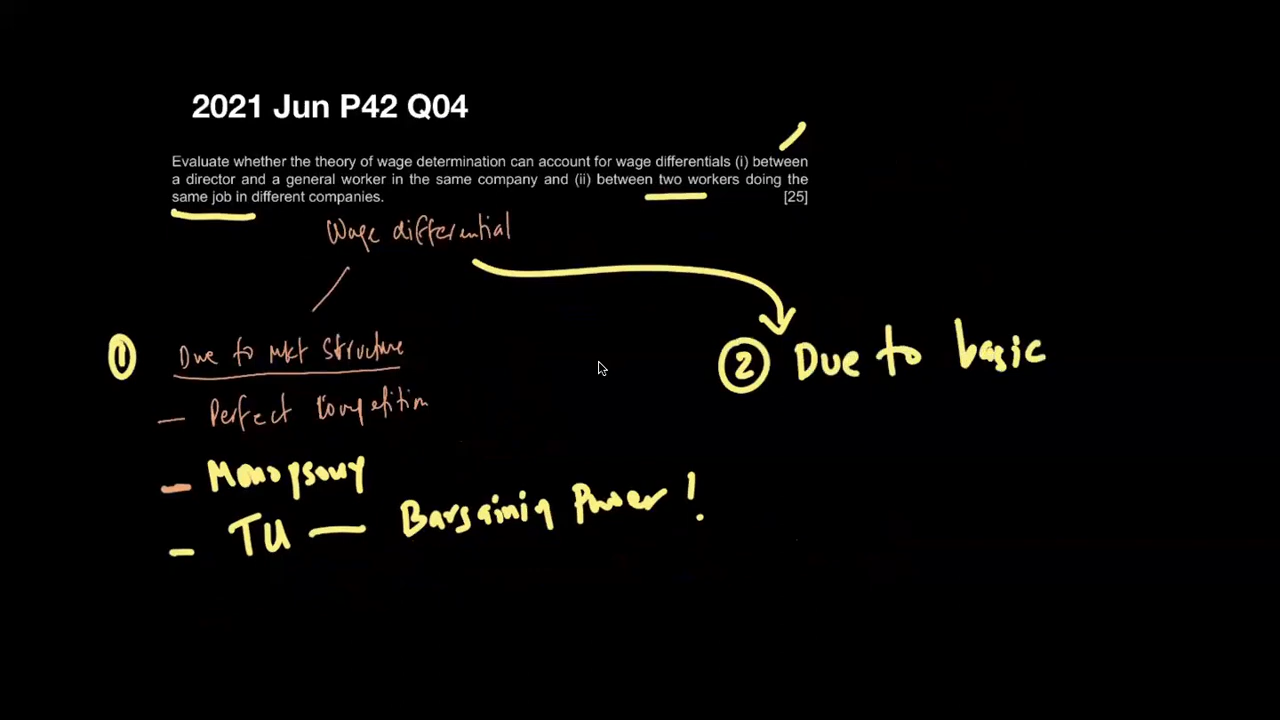 2021 Jun P42 Q04
Evaluate whether the theory of wage determination can account for wage differentials (i) between
a director and a general worker in the same company and (ii) between two workers doing the
same job in different companies. [25]
Wage differential
① Due to mkt structure
- Perfect Competition
- Monopsony
- TU — Bargaining Power!
② Due to basic